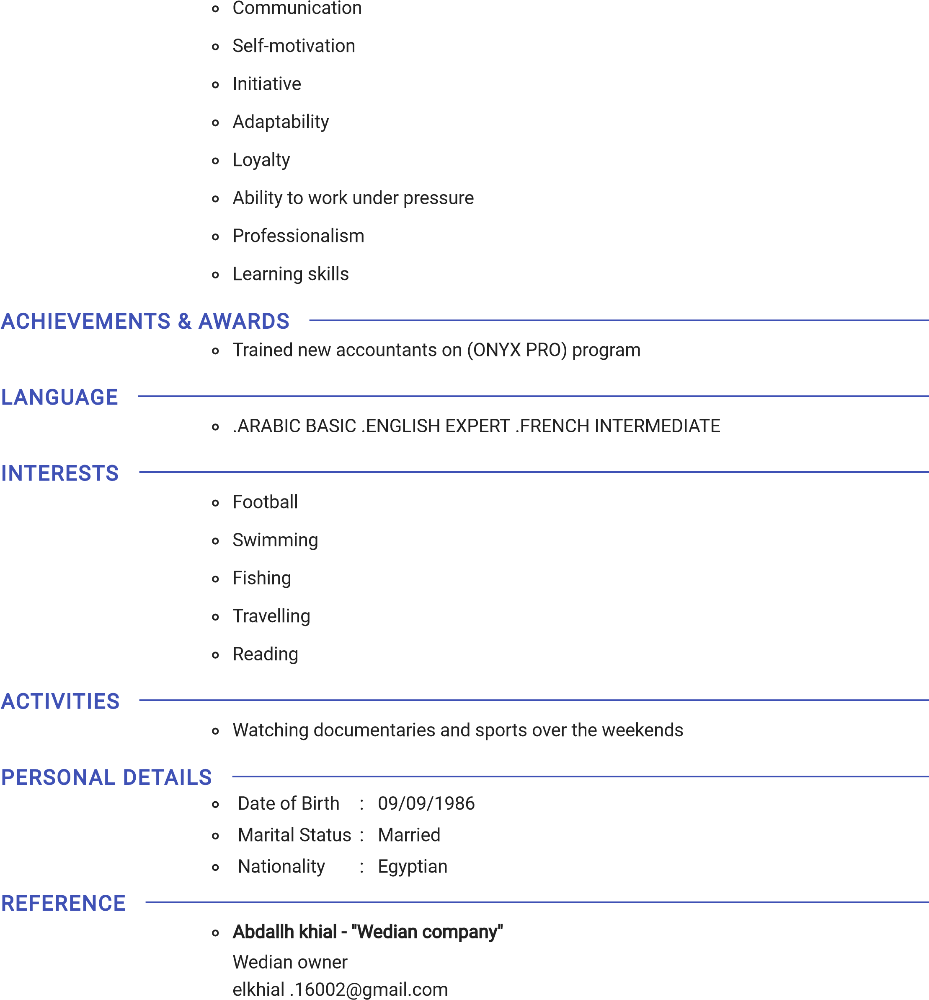 Communication
Self-motivation
Initiative
Adaptability
Loyalty
Ability to work under pressure
Professionalism
Learning skills
ACHIEVEMENTS & AWARDS
Trained new accountants on (ONYX PRO) program
LANGUAGE
.ARABIC BASIC .ENGLISH EXPERT .FRENCH INTERMEDIATE
INTERESTS
Football
Swimming
Fishing
Travelling
Reading
ACTIVITIES
Watching documentaries and sports over the weekends
PERSONAL DETAILS
Date of Birth : 09/09/1986
Marital Status : Married
Nationality : Egyptian
REFERENCE
Abdallh khial - "Wedian company"
Wedian owner
elkhial .16002@gmail.com